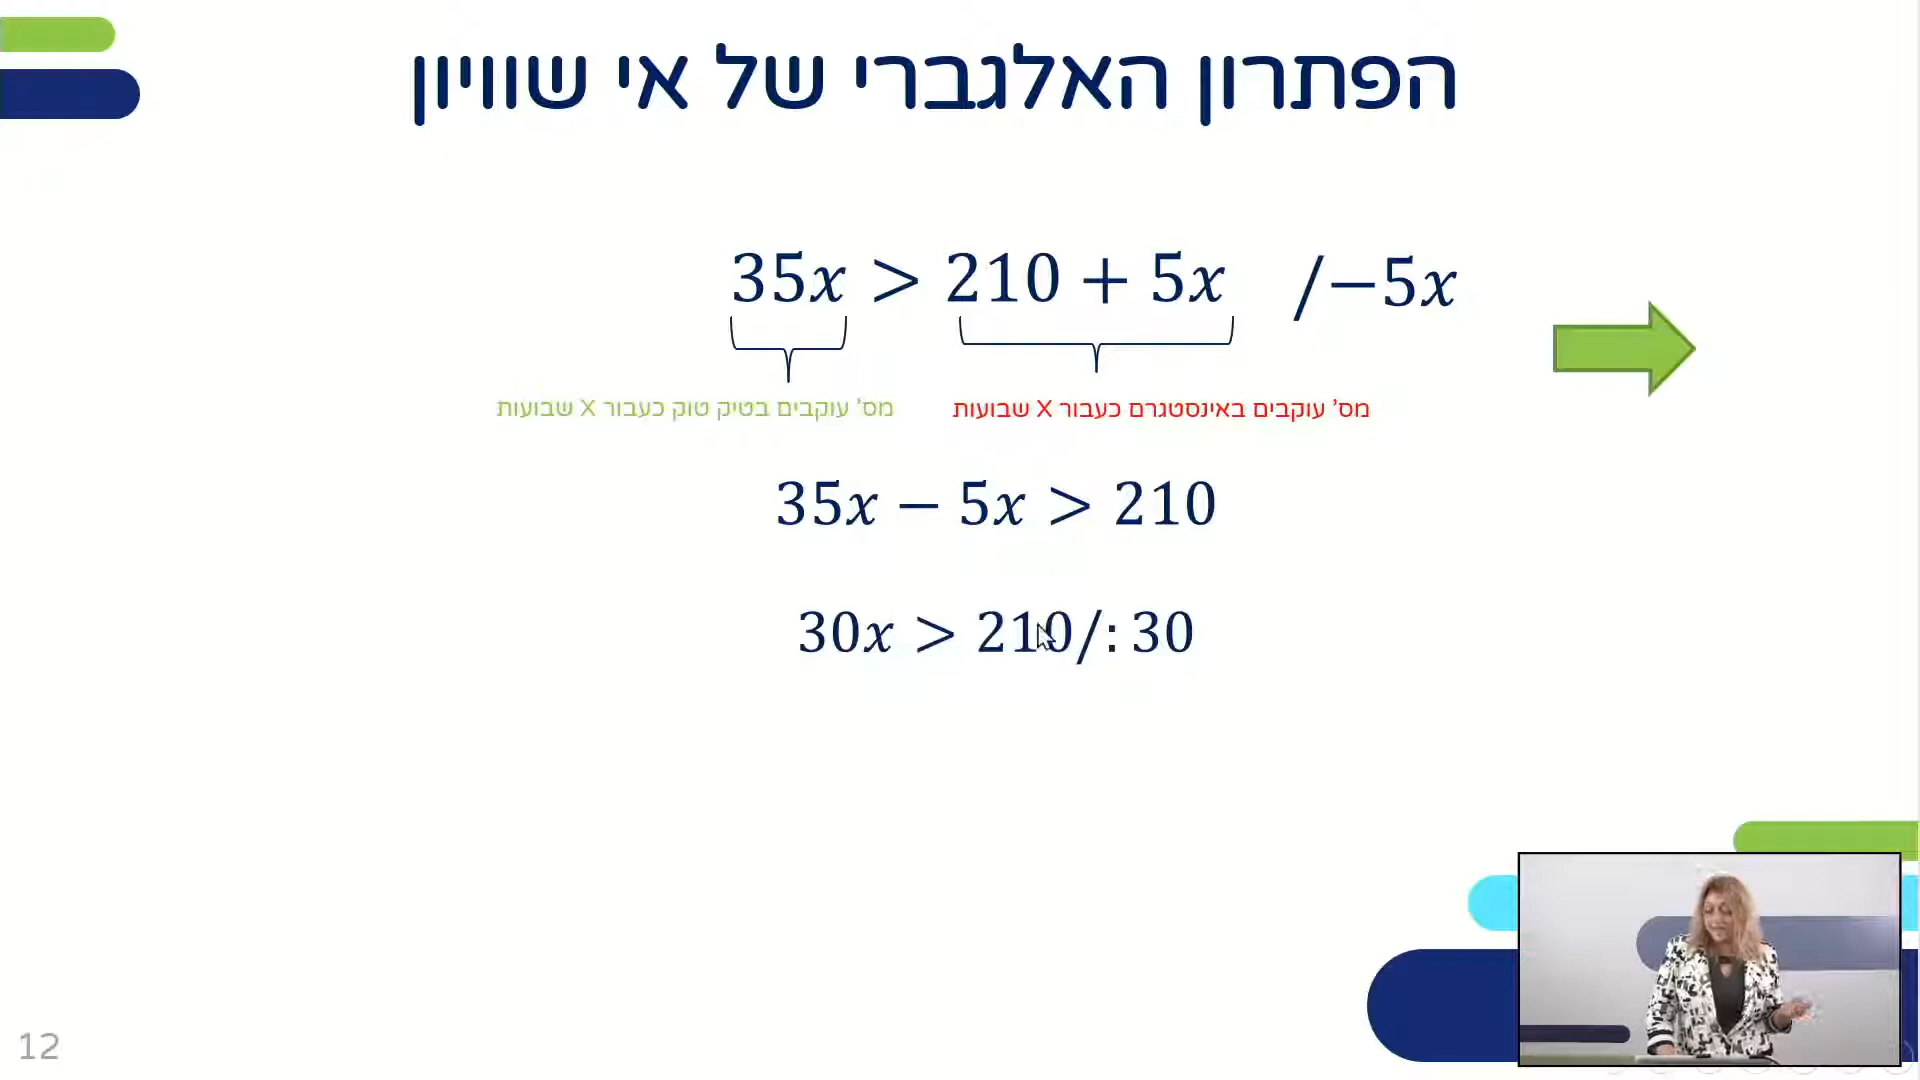 הפתרון האלגברי של אי שוויון
35x > 210 + 5x /−5x
מס' עוקבים בטיק טוק כעבור X שבועות
מס' עוקבים באינסטגרם כעבור X שבועות
35x − 5x > 210
30x > 210/: 30
12